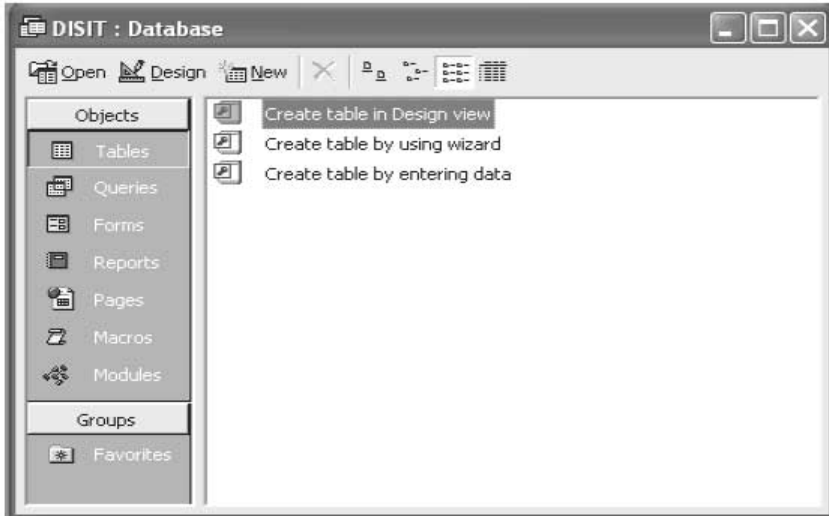 DISIT : Database
Open Design New
Objects
Tables
Queries
Forms
Reports
Pages
Macros
Modules
Groups
Favorites
Create table in Design view
Create table by using wizard
Create table by entering data